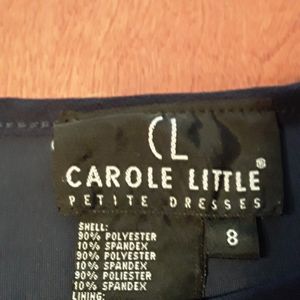 CL
CAROLE LITTLE®
PETITE DRESSES
8
SHELL:
90% POLYESTER
10% SPANDEX
90% POLYESTER
10% SPANDEX
90% POLIESTER
10% SPANDEX
LINING: